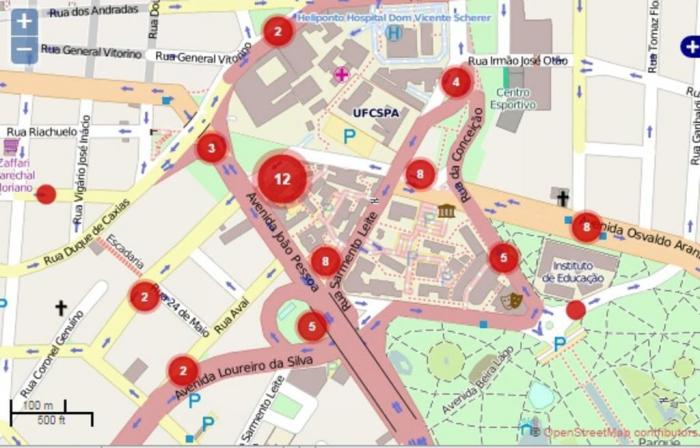 Rua dos Andradas
Rua Do
2
Heliponto Hospital Dom Vicente Scherer
H
Rua General Vitorino
Rua General Vitorino
Rua Tomaz Flo
Rua Irmão José Otão
4
Centro
Esportivo
UFCSPA
P
Rua Riachuelo
3
Zaffari
Marechal
Floriano
Rua Vigário José Inácio
12
8
Rua da Conceição
Rua Garibaldi
Rua Duque de Caxias
Avenida João Pessoa
Rua Sarmento Leite
8
Avenida Osvaldo Aran
8
5
Instituto
de Educação
Escadaria
2
Rua 24 de Maio
Rua Avaí
5
P
P
Rua Coronel Genuíno
2
Avenida Loureiro da Silva
Avenida Beira Lago
Sarmento Leite
P
P
100 m
500 ft
© OpenStreetMap contributors
Parque